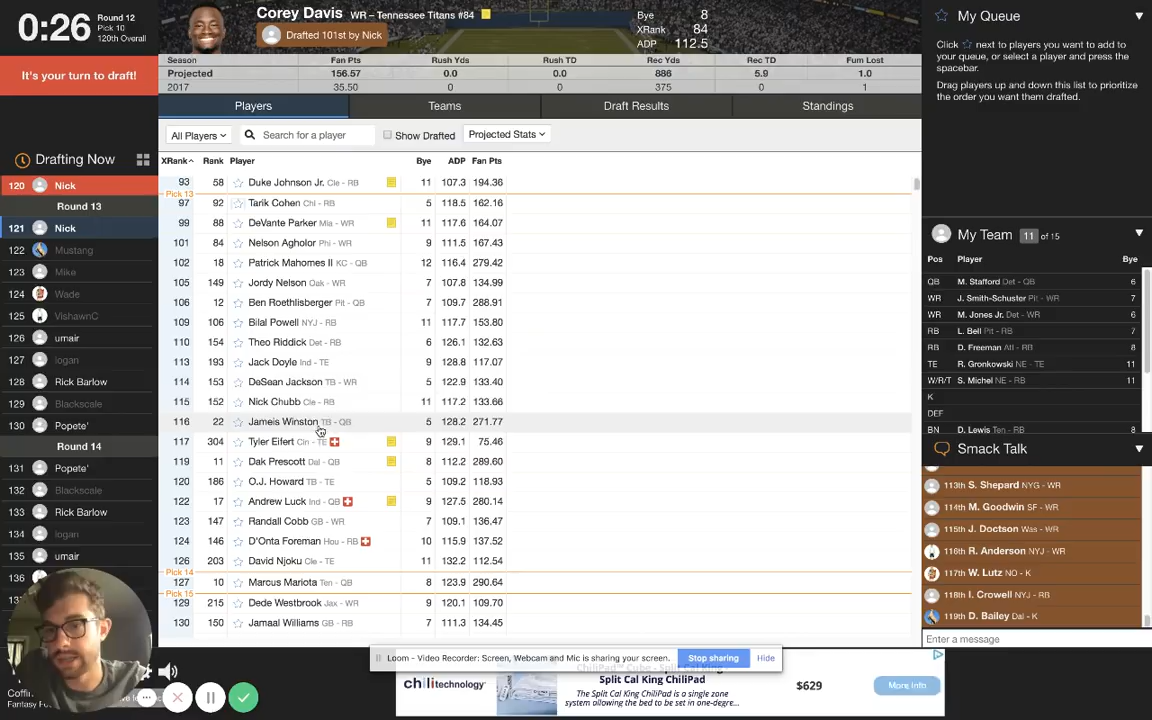 0:26
Round 12
Pick 10
120th Overall
It's your turn to draft!
Corey Davis WR – Tennessee Titans #84
Drafted 101st by Nick
Bye 8
XRank 84
ADP 112.5
Season Fan Pts Rush Yds Rush TD Rec Yds Rec TD Fum Lost
Projected 156.57 0.0 0.0 886 5.9 1.0
2017 35.50 0 0 375 0 1
Players Teams Draft Results Standings
All Players Search for a player Show Drafted Projected Stats
XRank Rank Player Bye ADP Fan Pts
93 58 Duke Johnson Jr. Cle - RB 11 107.3 194.36
Pick 13
97 92 Tarik Cohen Chi - RB 5 118.5 162.16
99 88 DeVante Parker Mia - WR 11 117.6 164.07
101 84 Nelson Agholor Phi - WR 9 111.5 167.43
102 18 Patrick Mahomes II KC - QB 12 116.4 279.42
105 149 Jordy Nelson Oak - WR 7 107.8 134.99
106 12 Ben Roethlisberger Pit - QB 7 109.7 288.91
109 106 Bilal Powell NYJ - RB 11 117.7 153.80
110 154 Theo Riddick Det - RB 6 126.1 132.63
113 193 Jack Doyle Ind - TE 9 128.8 117.07
114 153 DeSean Jackson TB - WR 5 122.9 133.40
115 152 Nick Chubb Cle - RB 11 117.2 133.66
116 22 Jameis Winston TB - QB 5 128.2 271.77
117 304 Tyler Eifert Cin - TE 9 129.1 75.46
119 11 Dak Prescott Dal - QB 8 112.2 289.60
120 186 O.J. Howard TB - TE 5 109.2 118.93
122 17 Andrew Luck Ind - QB 9 127.5 280.14
123 147 Randall Cobb GB - WR 7 109.1 136.47
124 146 D'Onta Foreman Hou - RB 10 115.9 137.52
126 203 David Njoku Cle - TE 11 132.2 112.54
Pick 14
127 10 Marcus Mariota Ten - QB 8 123.9 290.64
Pick 15
129 215 Dede Westbrook Jax - WR 9 120.1 109.70
130 150 Jamaal Williams GB - RB 7 111.3 134.45
Drafting Now
120 Nick
Round 13
121 Nick
122 Mustang
123 Mike
124 Wade
125 VishawnC
126 umair
127 logan
128 Rick Barlow
129 Blackscale
130 Popete'
Round 14
131 Popete'
132 Blackscale
133 Rick Barlow
134 logan
135 umair
136
My Queue
Click ☆ next to players you want to add to
your queue, or select a player and press the
spacebar.
Drag players up and down this list to prioritize
the order you want them drafted.
My Team 11 of 15
Pos Player Bye
QB M. Stafford Det - QB 6
WR J. Smith-Schuster Pit - WR 7
WR M. Jones Jr. Det - WR 6
RB L. Bell Pit - RB 7
RB D. Freeman Atl - RB 8
TE R. Gronkowski NE - TE 11
W/R/T S. Michel NE - RB 11
K
DEF
BN D. Lewis Ten - RB 8
Smack Talk
113th S. Shepard NYG - WR
114th M. Goodwin SF - WR
115th J. Doctson Was - WR
116th R. Anderson NYJ - WR
117th W. Lutz NO - K
118th I. Crowell NYJ - RB
119th D. Bailey Dal - K
Enter a message
Loom - Video Recorder: Screen, Webcam and Mic is sharing your screen. Stop sharing Hide
chilitechnology
Split Cal King ChiliPad
The Split Cal King ChiliPad is a single zone
system allowing the bed to be set in one-degre...
$629
More Info